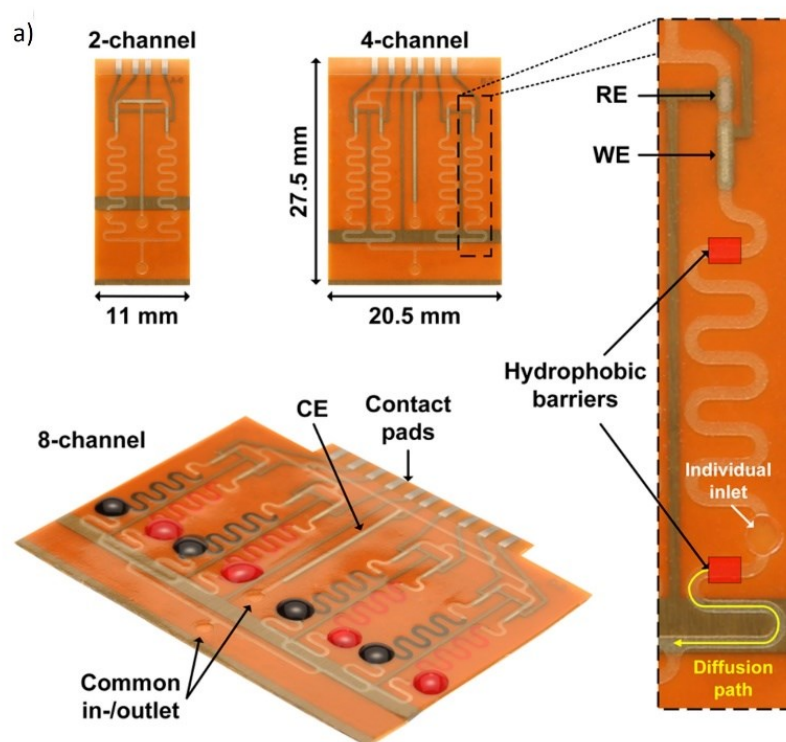 a)
2-channel
4-channel
27.5 mm
11 mm
20.5 mm
RE
WE
Hydrophobic
barriers
Individual
inlet
Diffusion
path
8-channel
CE
Contact
pads
Common
in-/outlet